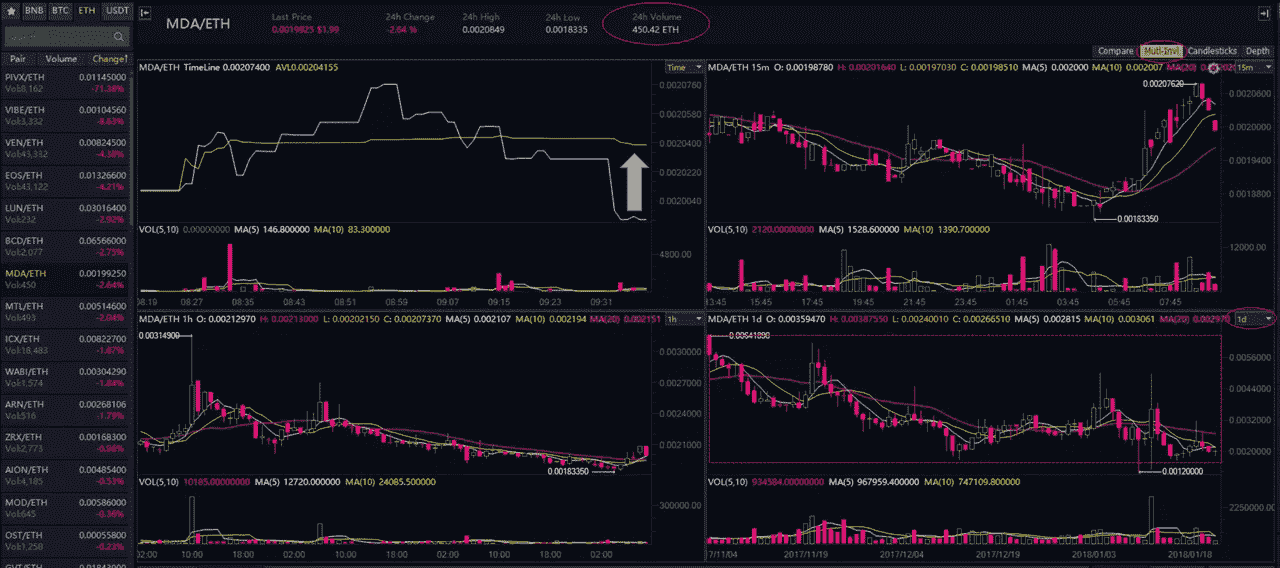 BNB BTC ETH USDT
Pair Volume Change↑
PIVX/ETH 0.01145000
Vol:8,162 -71.38%
VIBE/ETH 0.00104560
Vol:3,332 -8.83%
VEN/ETH 0.00824500
Vol:43,332 -4.38%
EOS/ETH 0.01326600
Vol:43,122 -4.21%
LUN/ETH 0.03016400
Vol:232 -2.92%
BCD/ETH 0.06566000
Vol:2,077 -2.75%
MDA/ETH 0.00199250
Vol:450 -2.64%
MTL/ETH 0.00514600
Vol:493 -2.04%
ICX/ETH 0.00822700
Vol:18,483 -1.87%
WABI/ETH 0.00304290
Vol:1,574 -1.84%
ARN/ETH 0.00268106
Vol:516 -1.79%
ZRX/ETH 0.00168300
Vol:2,773 -0.98%
AION/ETH 0.00485400
Vol:4,185 -0.53%
MOD/ETH 0.00586000
Vol:645 -0.36%
OST/ETH 0.00055800
Vol:1,258 -0.23%
MDA/ETH
Last Price 24h Change 24h High 24h Low 24h Volume
0.0019925 $1.99 -2.64 % 0.0020849 0.0018335 450.42 ETH
Compare Candlesticks Depth
MDA/ETH TimeLine 0.00207400 AVL0.00204155 Time
0.0020760
0.0020580
0.0020400
0.0020220
0.0020040
VOL(5,10) 0.00000000 MA(5) 146.800000 MA(10) 83.300000
4800.00
08:19 08:27 08:35 08:43 08:51 08:59 09:07 09:15 09:23 09:31
MDA/ETH 15m O: 0.00198780 H: 0.00201640 L: 0.00197030 C: 0.00198510 MA(5) 0.002000 MA(10) 0.002007 MA(20) 15m
0.00207620
0.0020600
0.0020000
0.0019400
0.0018800
0.00183350
VOL(5,10) 2120.00000000 MA(5) 1528.600000 MA(10) 1390.700000
12000.00
13:45 15:45 17:45 19:45 21:45 23:45 01:45 03:45 05:45 07:45
MDA/ETH 1h O: 0.00212970 H: 0.00213000 L: 0.00202150 C: 0.00207370 MA(5) 0.002107 MA(10) 0.002194 MA(20) 0.002151 1h
0.00314900
0.0030000
0.0027000
0.0024000
0.0021000
0.00183350
VOL(5,10) 10185.00000000 MA(5) 12720.000000 MA(10) 24085.500000
300000.00
02:00 10:00 18:00 02:00 10:00 18:00 02:00 10:00 18:00 02:00
MDA/ETH 1d O: 0.00359470 H: 0.00387550 L: 0.00240010 C: 0.00266510 MA(5) 0.002815 MA(10) 0.003061 MA(20) 0.002970 1d
0.00641890
0.0056000
0.0044000
0.0032000
0.0020000
0.00120000
VOL(5,10) 934584.00000000 MA(5) 967959.400000 MA(10) 747109.800000
2250000.00
7/11/04 2017/11/19 2017/12/04 2017/12/19 2018/01/03 2018/01/18